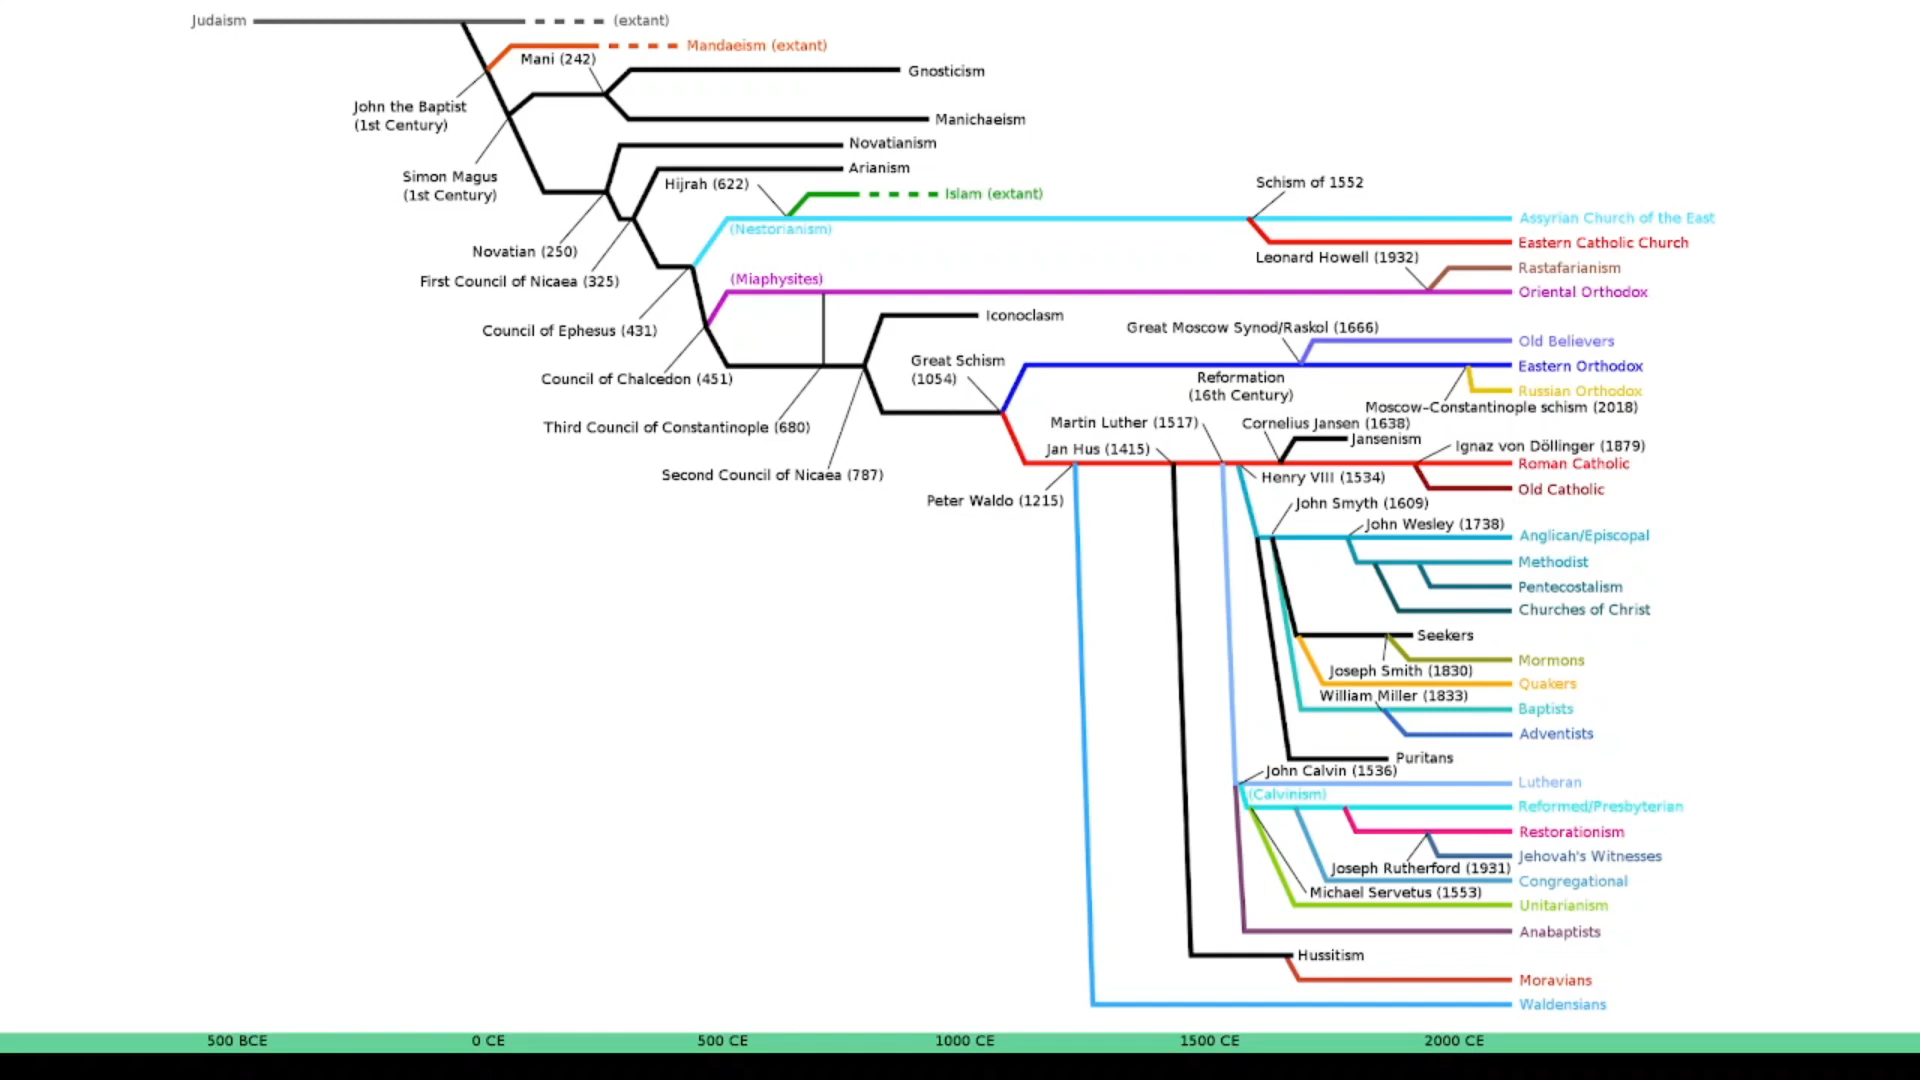 Judaism
(extant)
Mandaeism (extant)
Mani (242)
Gnosticism
John the Baptist
(1st Century)
Manichaeism
Novatianism
Arianism
Simon Magus
(1st Century)
Hijrah (622)
Islam (extant)
Schism of 1552
(Nestorianism)
Assyrian Church of the East
Eastern Catholic Church
Novatian (250)
Leonard Howell (1932)
Rastafarianism
First Council of Nicaea (325)
(Miaphysites)
Oriental Orthodox
Iconoclasm
Council of Ephesus (431)
Great Moscow Synod/Raskol (1666)
Old Believers
Great Schism
(1054)
Eastern Orthodox
Council of Chalcedon (451)
Reformation
(16th Century)
Russian Orthodox
Moscow–Constantinople schism (2018)
Third Council of Constantinople (680)
Martin Luther (1517)
Cornelius Jansen (1638)
Jansenism
Jan Hus (1415)
Ignaz von Döllinger (1879)
Roman Catholic
Second Council of Nicaea (787)
Henry VIII (1534)
Old Catholic
Peter Waldo (1215)
John Smyth (1609)
John Wesley (1738)
Anglican/Episcopal
Methodist
Pentecostalism
Churches of Christ
Seekers
Mormons
Joseph Smith (1830)
Quakers
William Miller (1833)
Baptists
Adventists
Puritans
John Calvin (1536)
Lutheran
(Calvinism)
Reformed/Presbyterian
Restorationism
Jehovah's Witnesses
Joseph Rutherford (1931)
Congregational
Michael Servetus (1553)
Unitarianism
Anabaptists
Hussitism
Moravians
Waldensians
500 BCE
0 CE
500 CE
1000 CE
1500 CE
2000 CE